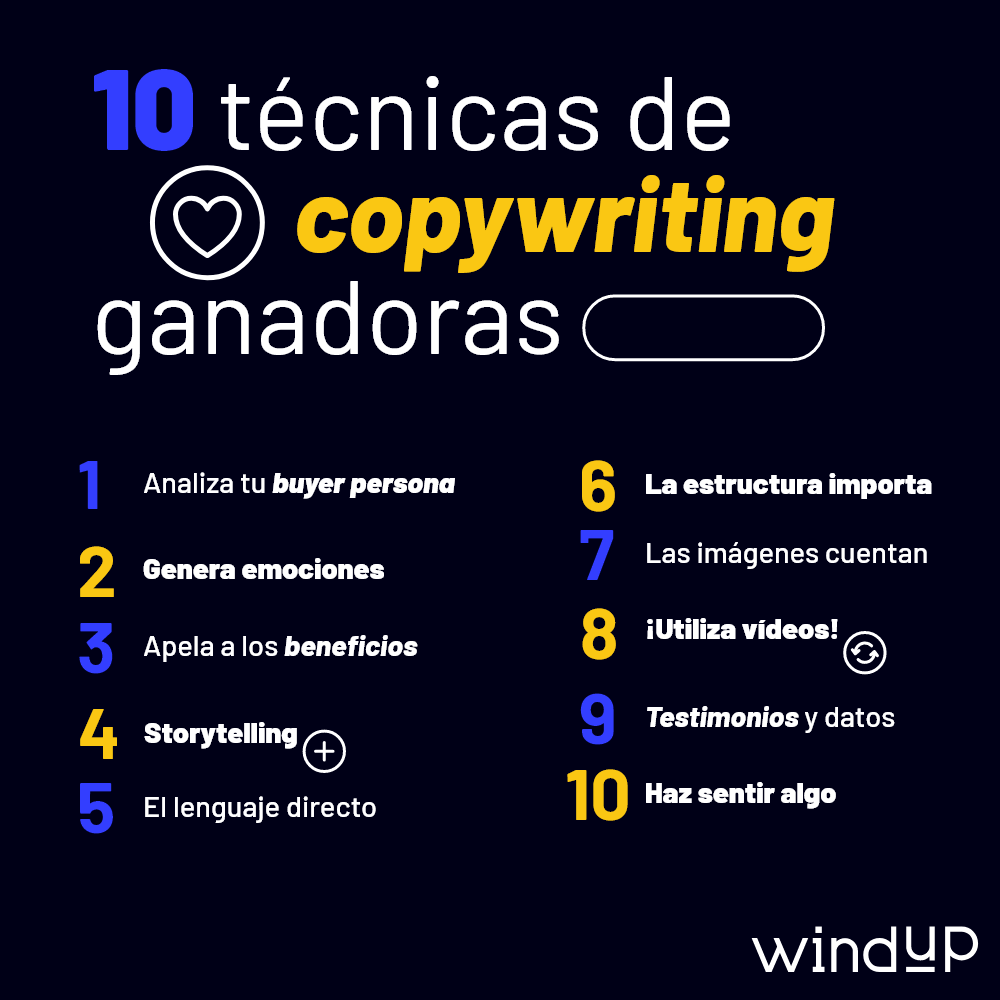 10 técnicas de
copywriting
ganadoras
1 Analiza tu buyer persona
2 Genera emociones
3 Apela a los beneficios
4 Storytelling
5 El lenguaje directo
6 La estructura importa
7 Las imágenes cuentan
8 ¡Utiliza vídeos!
9 Testimonios y datos
10 Haz sentir algo
windup